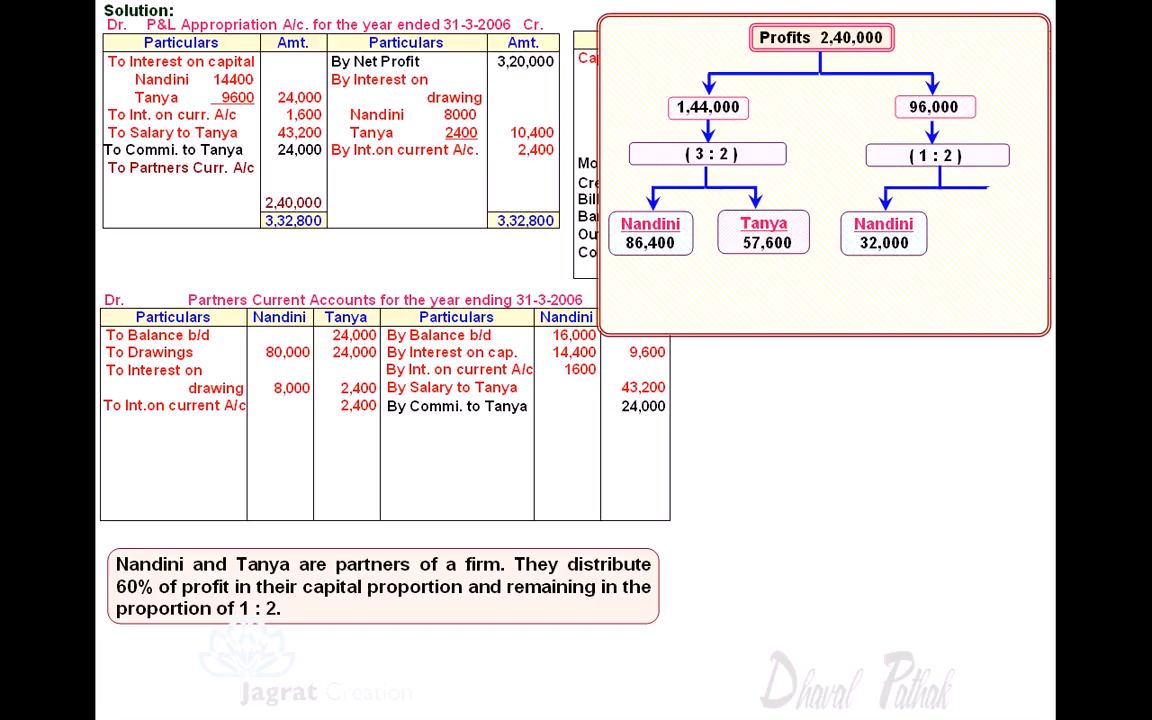 Solution:
Dr. P&L Appropriation A/c. for the year ended 31-3-2006 Cr.
Particulars Amt. Particulars Amt.
To Interest on capital By Net Profit 3,20,000
Nandini 14400 By Interest on
Tanya 9600 24,000 drawing
To Int. on curr. A/c 1,600 Nandini 8000
To Salary to Tanya 43,200 Tanya 2400 10,400
To Commi. to Tanya 24,000 By Int.on current A/c. 2,400
To Partners Curr. A/c
2,40,000
3,32,800 3,32,800
Profits 2,40,000
1,44,000 96,000
( 3 : 2 ) ( 1 : 2 )
Nandini Tanya Nandini
86,400 57,600 32,000
Ca
Mo
Cre
Bill
Ba
Ou
Co
Dr. Partners Current Accounts for the year ending 31-3-2006
Particulars Nandini Tanya Particulars Nandini
To Balance b/d 24,000 By Balance b/d 16,000
To Drawings 80,000 24,000 By Interest on cap. 14,400 9,600
To Interest on By Int. on current A/c 1600
drawing 8,000 2,400 By Salary to Tanya 43,200
To Int.on current A/c 2,400 By Commi. to Tanya 24,000
Nandini and Tanya are partners of a firm. They distribute
60% of profit in their capital proportion and remaining in the
proportion of 1 : 2.
Jagrat Creation
Dhaval Pathak